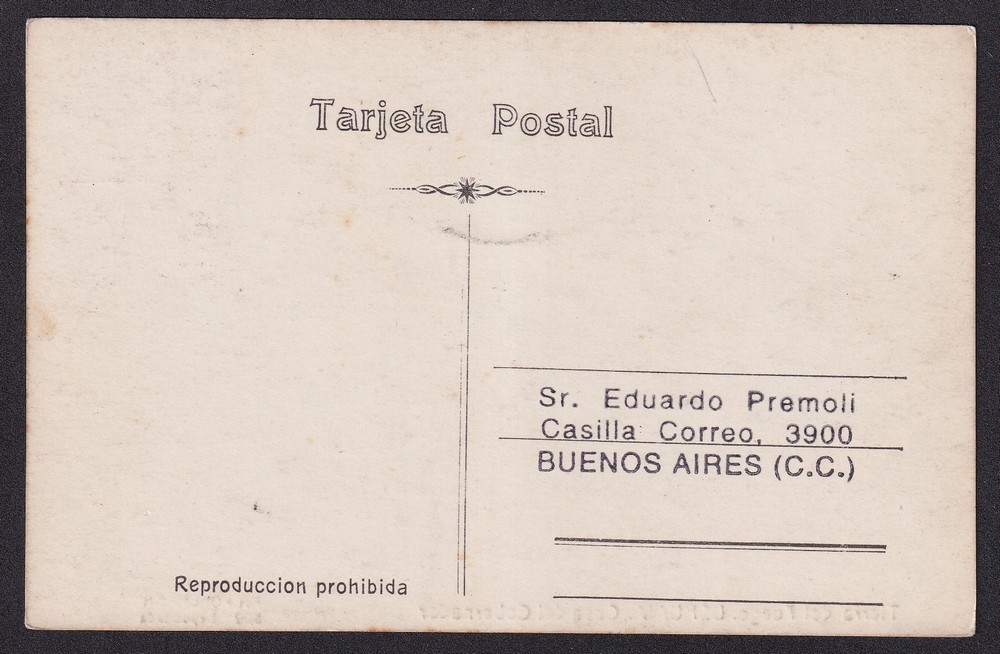 Tarjeta Postal
Sr. Eduardo Premoli
Casilla Correo, 3900
BUENOS AIRES (C.C.)
Reproduccion prohibida